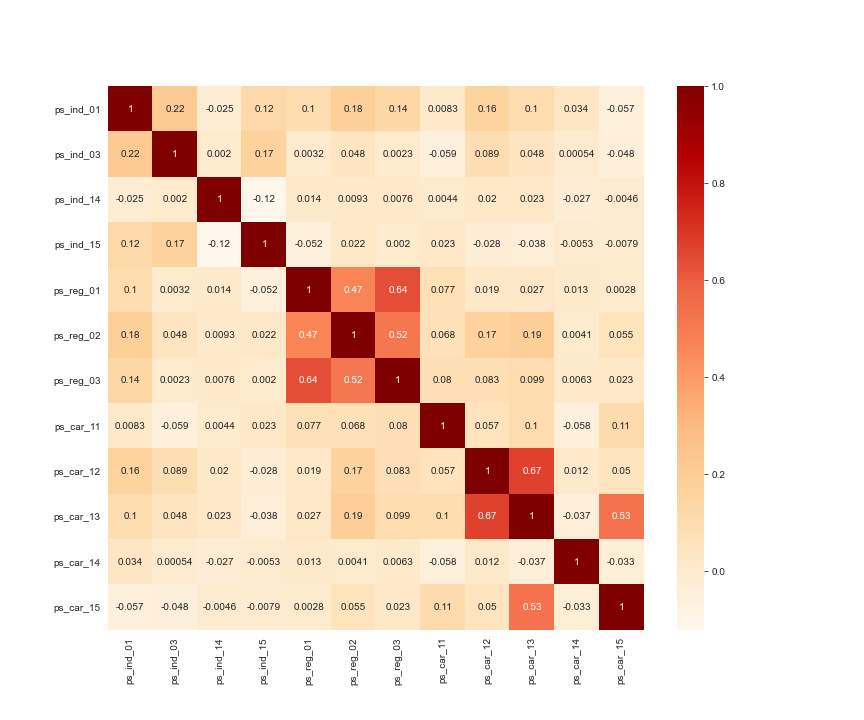 1.0
ps_ind_01 1 0.22 -0.025 0.12 0.1 0.18 0.14 0.0083 0.16 0.1 0.034 -0.057
ps_ind_03 0.22 1 0.002 0.17 0.0032 0.048 0.0023 -0.059 0.089 0.048 0.00054 -0.048
0.8
ps_ind_14 -0.025 0.002 1 -0.12 0.014 0.0093 0.0076 0.0044 0.02 0.023 -0.027 -0.0046
ps_ind_15 0.12 0.17 -0.12 1 -0.052 0.022 0.002 0.023 -0.028 -0.038 -0.0053 -0.0079
0.6
ps_reg_01 0.1 0.0032 0.014 -0.052 1 0.47 0.64 0.077 0.019 0.027 0.013 0.0028
ps_reg_02 0.18 0.048 0.0093 0.022 0.47 1 0.52 0.068 0.17 0.19 0.0041 0.055
ps_reg_03 0.14 0.0023 0.0076 0.002 0.64 0.52 1 0.08 0.083 0.099 0.0063 0.023
0.4
ps_car_11 0.0083 -0.059 0.0044 0.023 0.077 0.068 0.08 1 0.057 0.1 -0.058 0.11
ps_car_12 0.16 0.089 0.02 -0.028 0.019 0.17 0.083 0.057 1 0.67 0.012 0.05
0.2
ps_car_13 0.1 0.048 0.023 -0.038 0.027 0.19 0.099 0.1 0.67 1 -0.037 0.53
ps_car_14 0.034 0.00054 -0.027 -0.0053 0.013 0.0041 0.0063 -0.058 0.012 -0.037 1 -0.033
0.0
ps_car_15 -0.057 -0.048 -0.0046 -0.0079 0.0028 0.055 0.023 0.11 0.05 0.53 -0.033 1
ps_ind_01 ps_ind_03 ps_ind_14 ps_ind_15 ps_reg_01 ps_reg_02 ps_reg_03 ps_car_11 ps_car_12 ps_car_13 ps_car_14 ps_car_15